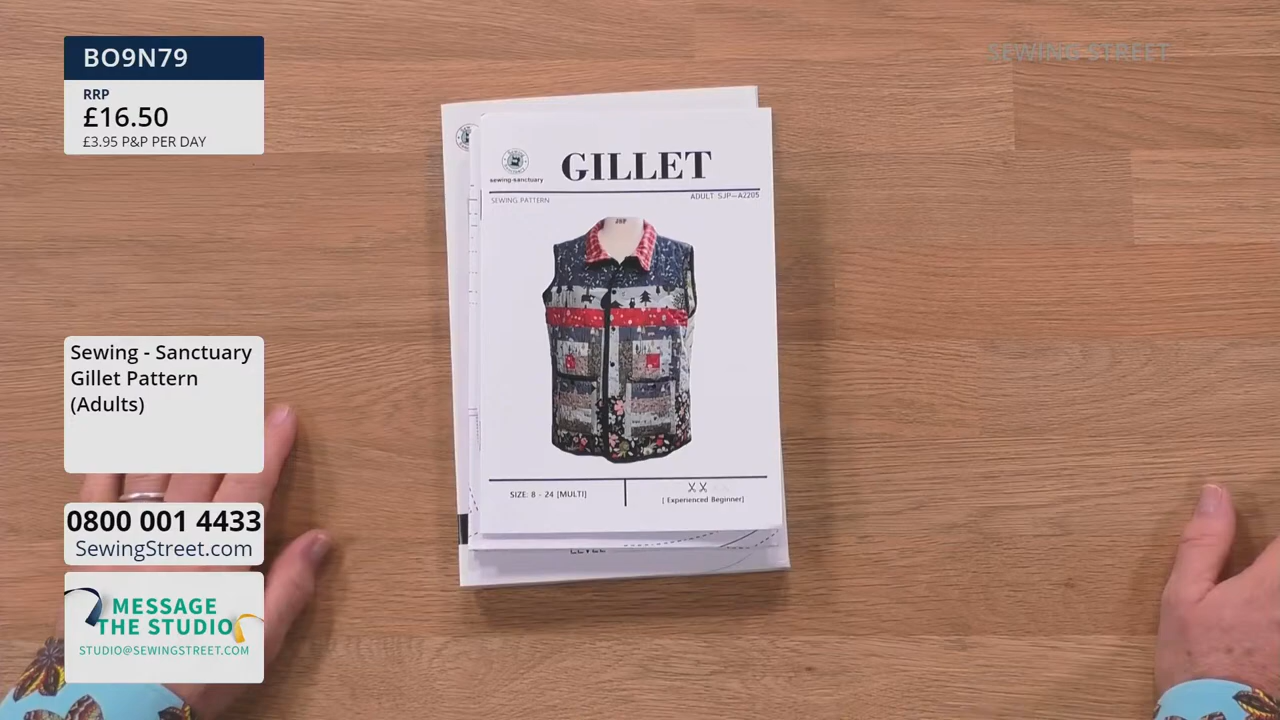 BO9N79
RRP
£16.50
£3.95 P&P PER DAY
SEWING STREET
sewing-sanctuary
GILLET
SEWING PATTERN
ADULT SJP-A2205
SIZE: 8 - 24 [MULTI]
[ Experienced Beginner]
LEVEL
Sewing - Sanctuary
Gillet Pattern
(Adults)
0800 001 4433
SewingStreet.com
MESSAGE
THE STUDIO
STUDIO@SEWINGSTREET.COM